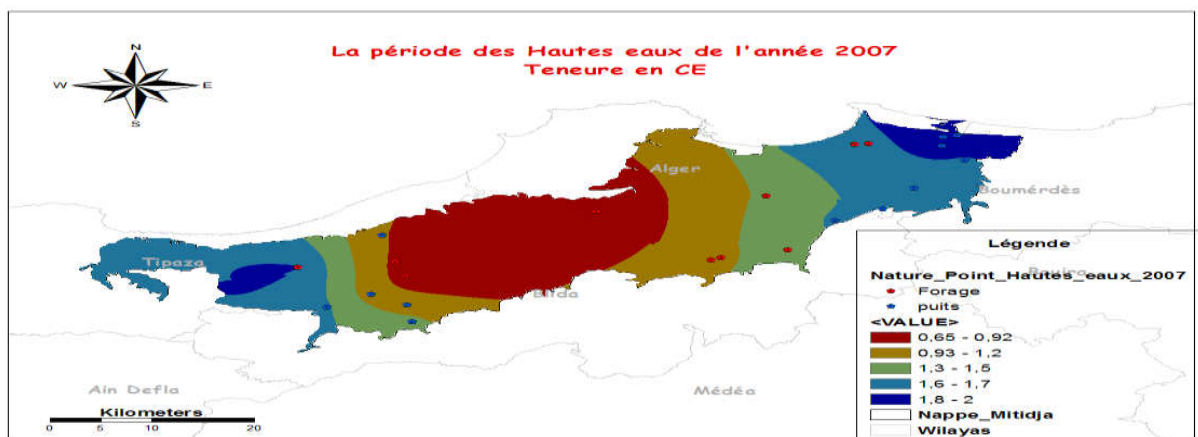 La période des Hautes eaux de l'année 2007
Teneure en CE
N
W
E
S
Alger
Boumérdès
Tipaza
Blida
Bouira
Ain Defla
Médéa
Légende
Nature_Point_Hautes_eaux_2007
Forage
puits
<VALUE>
0,65 - 0,92
0,93 - 1,2
1,3 - 1,5
1,6 - 1,7
1,8 - 2
Nappe_Mitidja
Wilayas
Kilometers
0 5 10 20